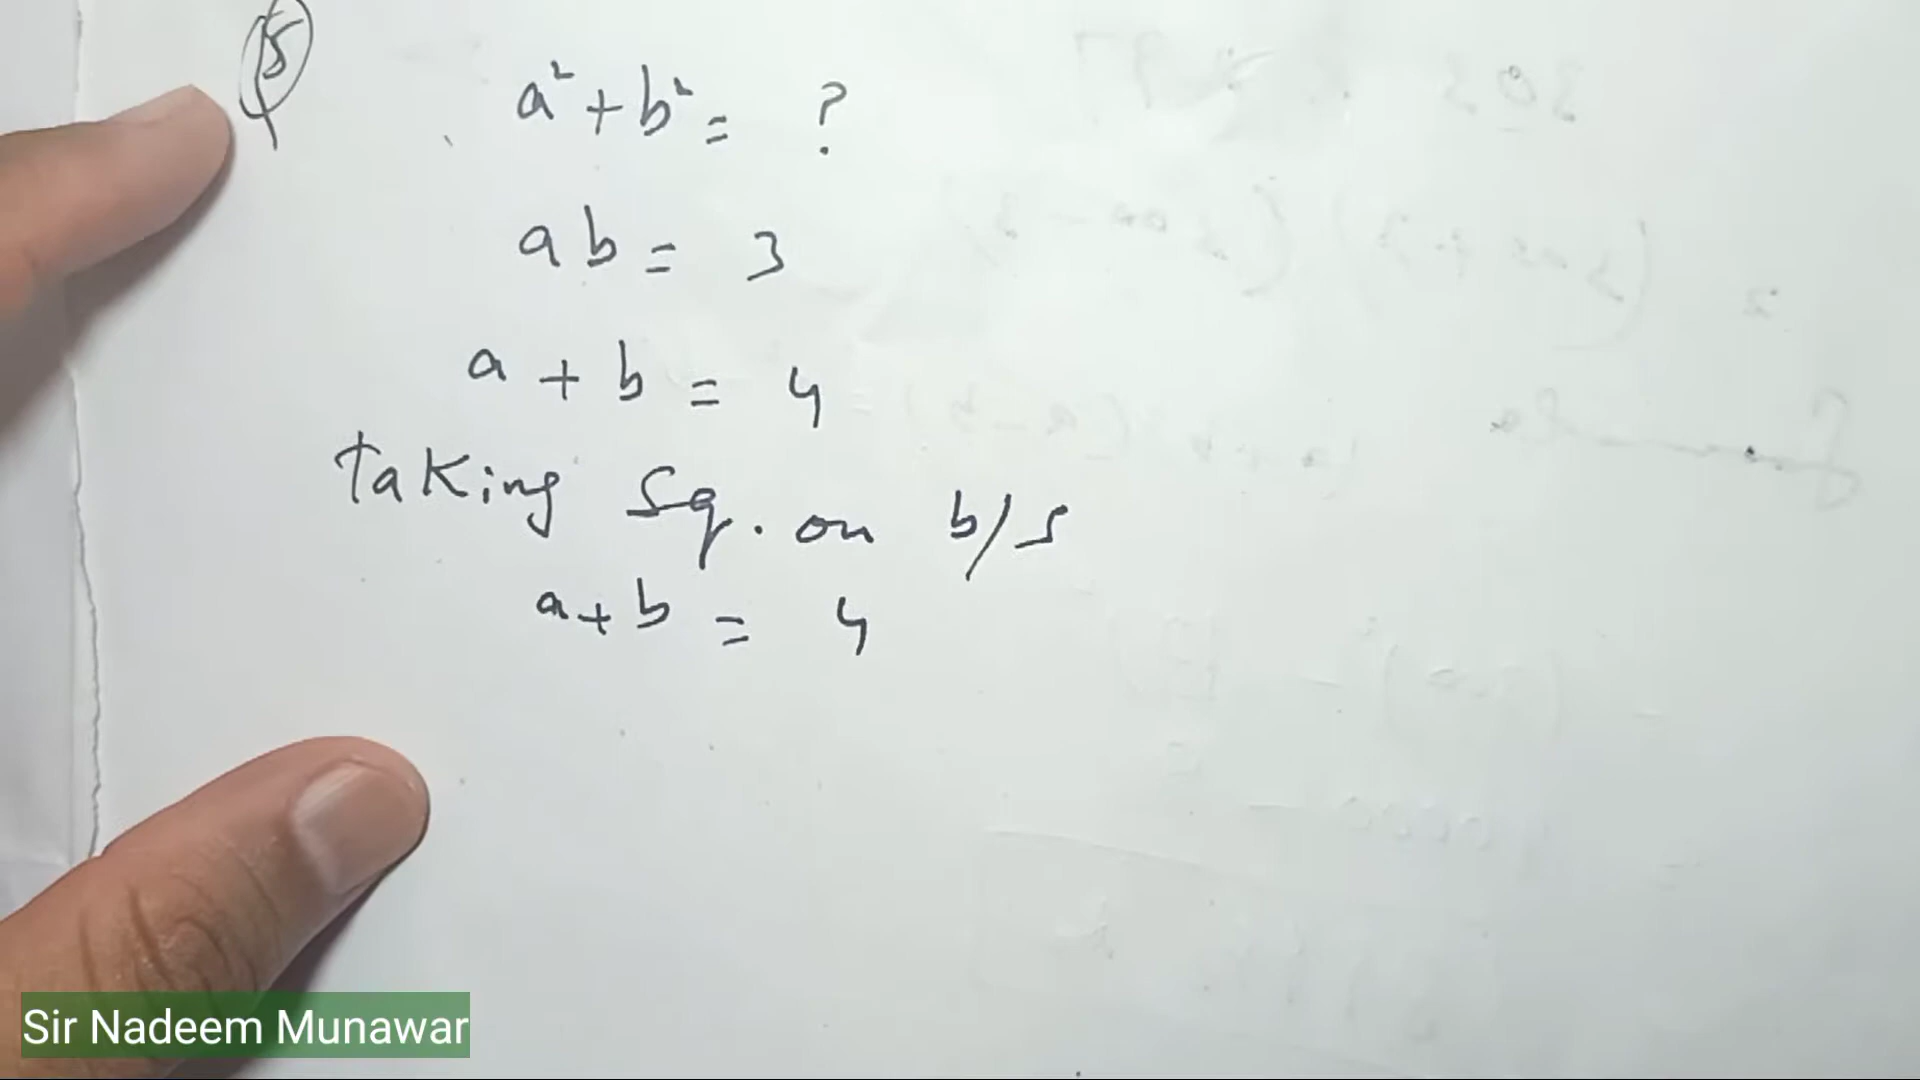 5
a² + b² = ?
ab = 3
a + b = 4
taking Sq. on b/s
a + b = 4
Sir Nadeem Munawar